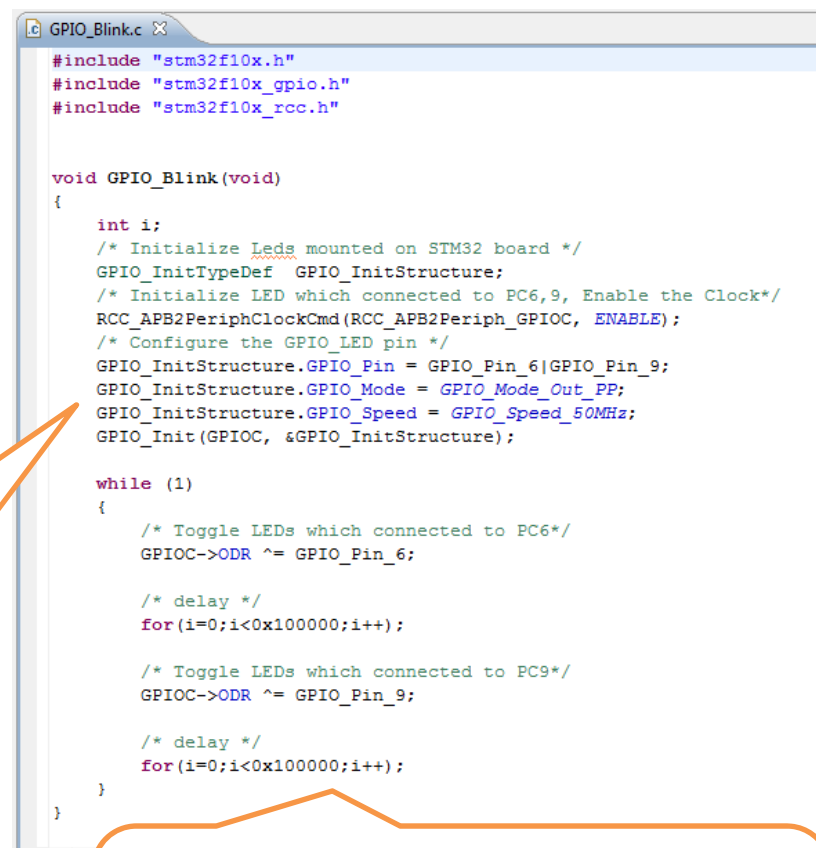 GPIO_Blink.c
#include "stm32f10x.h"
#include "stm32f10x_gpio.h"
#include "stm32f10x_rcc.h"
void GPIO_Blink(void)
{
int i;
/* Initialize Leds mounted on STM32 board */
GPIO_InitTypeDef  GPIO_InitStructure;
/* Initialize LED which connected to PC6,9, Enable the Clock*/
RCC_APB2PeriphClockCmd(RCC_APB2Periph_GPIOC, ENABLE);
/* Configure the GPIO_LED pin */
GPIO_InitStructure.GPIO_Pin = GPIO_Pin_6|GPIO_Pin_9;
GPIO_InitStructure.GPIO_Mode = GPIO_Mode_Out_PP;
GPIO_InitStructure.GPIO_Speed = GPIO_Speed_50MHz;
GPIO_Init(GPIOC, &GPIO_InitStructure);
while (1)
{
/* Toggle LEDs which connected to PC6*/
GPIOC->ODR ^= GPIO_Pin_6;
/* delay */
for(i=0;i<0x100000;i++);
/* Toggle LEDs which connected to PC9*/
GPIOC->ODR ^= GPIO_Pin_9;
/* delay */
for(i=0;i<0x100000;i++);
}
}